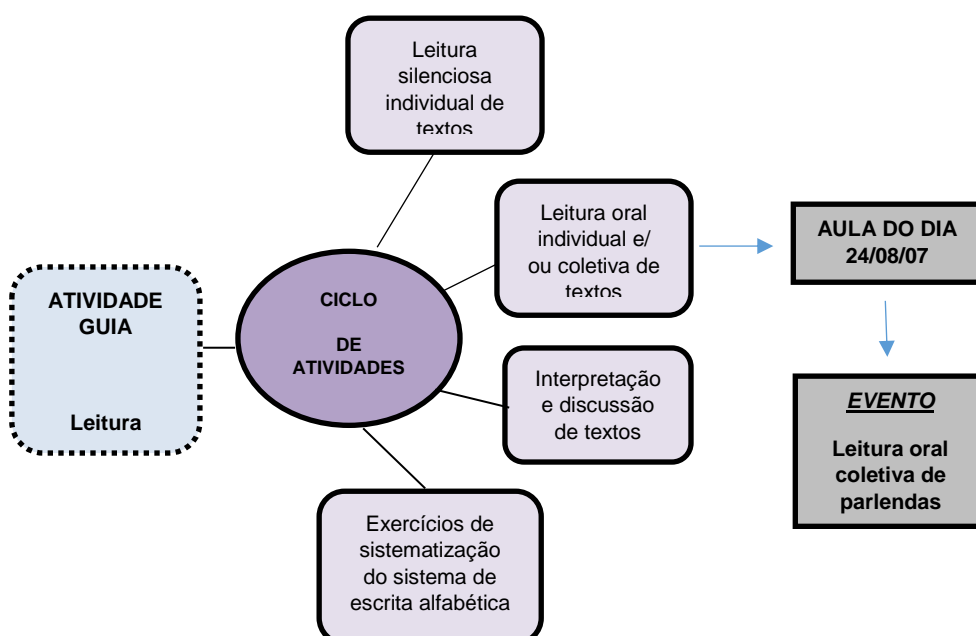 Leitura
silenciosa
individual de
textos
Leitura oral
individual e/
ou coletiva de
textos
AULA DO DIA
24/08/07
ATIVIDADE
GUIA
Leitura
CICLO
DE
ATIVIDADES
Interpretação
e discussão
de textos
EVENTO
Leitura oral
coletiva de
parlendas
Exercícios de
sistematização
do sistema de
escrita alfabética